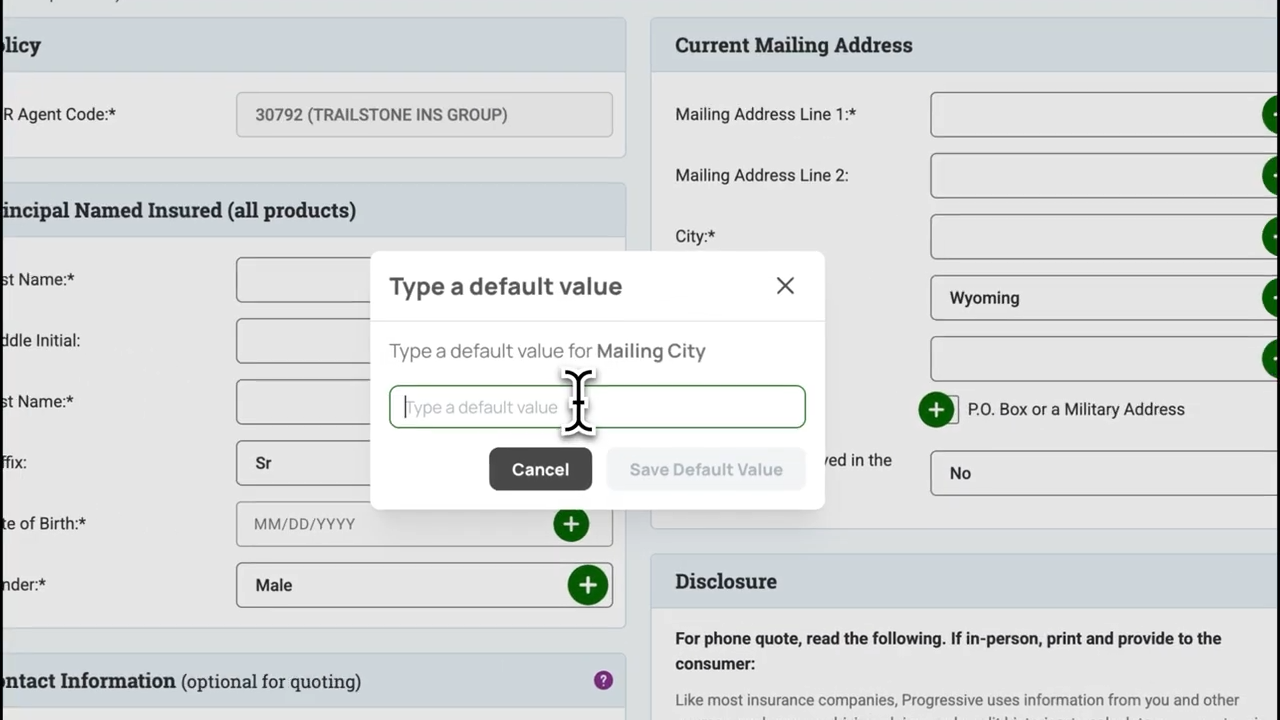 licy
R Agent Code:*
30792 (TRAILSTONE INS GROUP)
incipal Named Insured (all products)
st Name:*
ddle Initial:
st Name:*
ffix:
Sr
te of Birth:*
MM/DD/YYYY
nder:*
Male
ntact Information (optional for quoting)
?
Current Mailing Address
Mailing Address Line 1:*
Mailing Address Line 2:
City:*
Wyoming
P.O. Box or a Military Address
ved in the
No
Type a default value
Type a default value for Mailing City
Type a default value
Cancel
Save Default Value
Disclosure
For phone quote, read the following. If in-person, print and provide to the
consumer:
Like most insurance companies, Progressive uses information from you and other